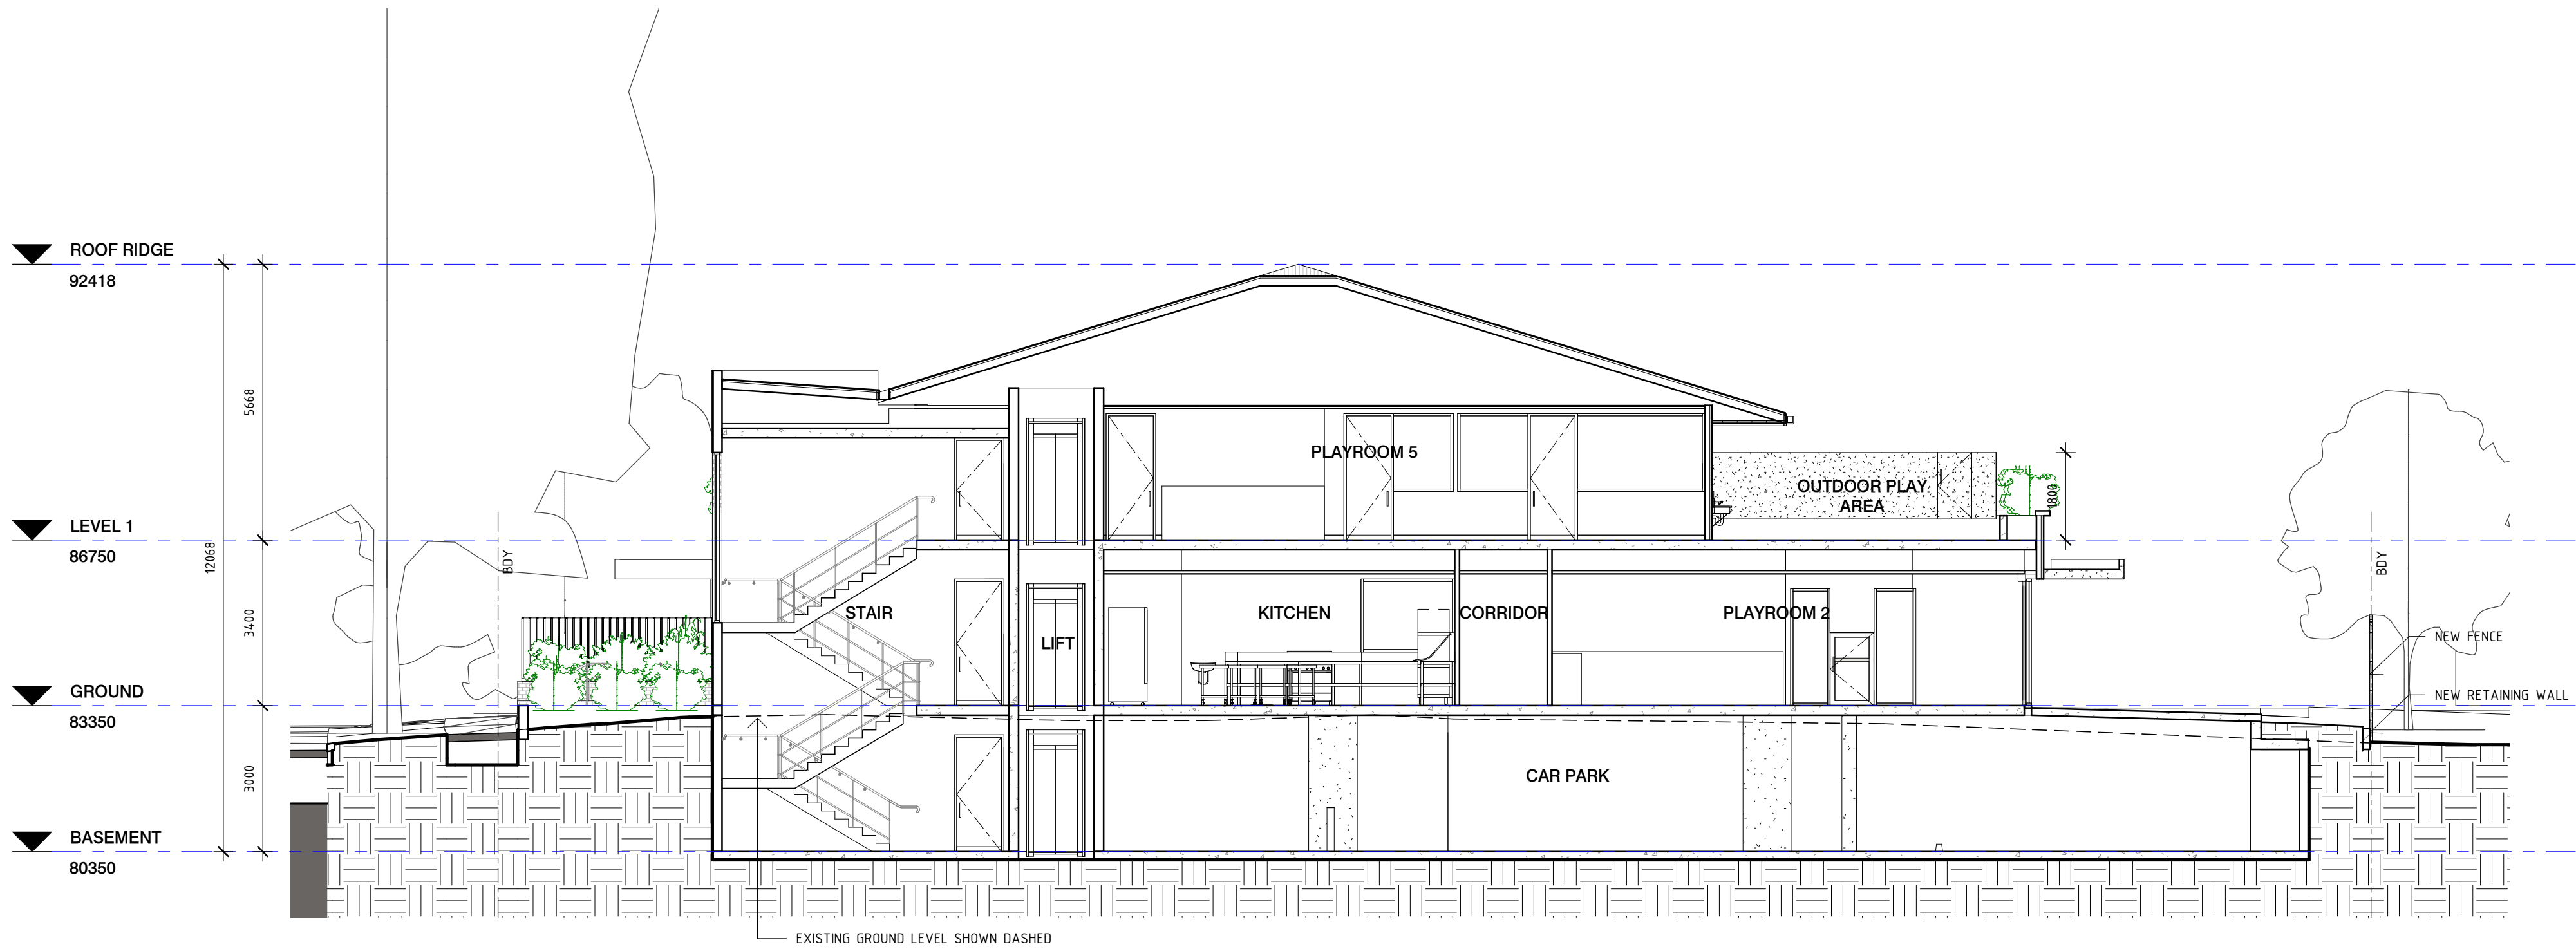 ROOF RIDGE
92418
5668
LEVEL 1
86750
12068
3400
GROUND
83350
3000
BASEMENT
80350
BDY
PLAYROOM 5
OUTDOOR PLAY
AREA
1800
STAIR
LIFT
KITCHEN
CORRIDOR
PLAYROOM 2
BDY
NEW FENCE
NEW RETAINING WALL
CAR PARK
EXISTING GROUND LEVEL SHOWN DASHED